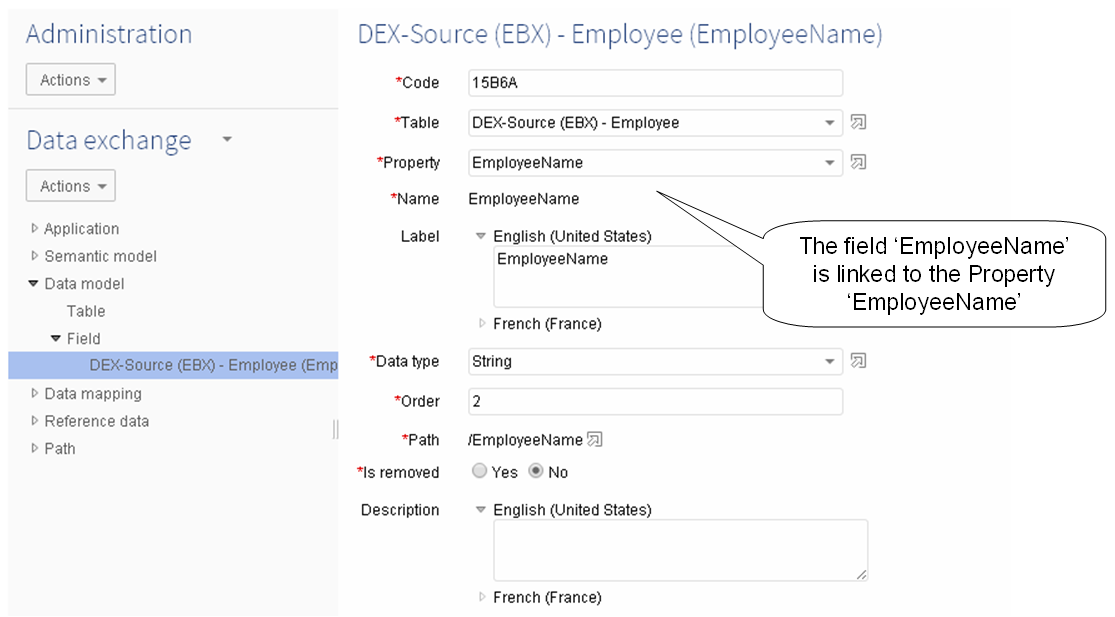 Administration
Actions
Data exchange
Actions
Application
Semantic model
Data model
Table
Field
DEX-Source (EBX) - Employee (Emp
Data mapping
Reference data
Path
DEX-Source (EBX) - Employee (EmployeeName)
*Code 15B6A
*Table DEX-Source (EBX) - Employee
*Property EmployeeName
*Name EmployeeName
Label English (United States)
EmployeeName
French (France)
*Data type String
*Order 2
*Path /EmployeeName
*Is removed Yes No
Description English (United States)
French (France)
The field ‘EmployeeName’
is linked to the Property
‘EmployeeName’